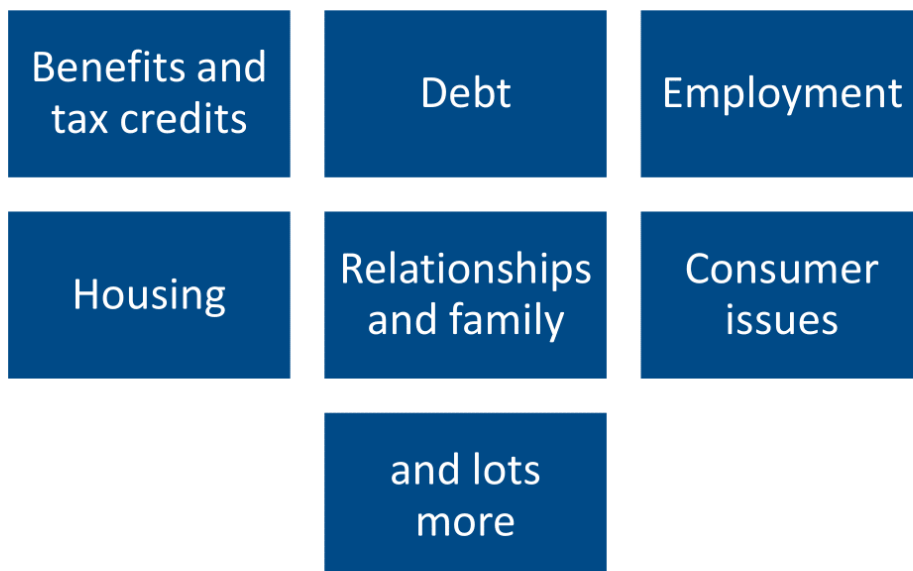 Benefits and
tax credits
Debt
Employment
Housing
Relationships
and family
Consumer
issues
and lots
more